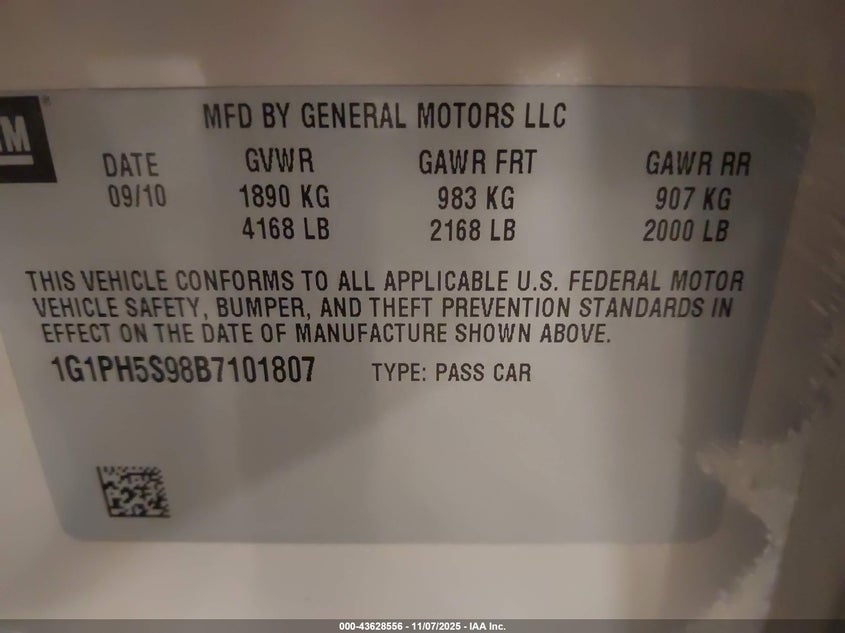 GM®
MFD BY GENERAL MOTORS LLC
DATE GVWR GAWR FRT GAWR RR
09/10 1890 KG 983 KG 907 KG
4168 LB 2168 LB 2000 LB
THIS VEHICLE CONFORMS TO ALL APPLICABLE U.S. FEDERAL MOTOR
VEHICLE SAFETY, BUMPER, AND THEFT PREVENTION STANDARDS IN
EFFECT ON THE DATE OF MANUFACTURE SHOWN ABOVE.
1G1PH5S98B7101807 TYPE: PASS CAR
000-43628556 - 11/07/2025 - IAA Inc.